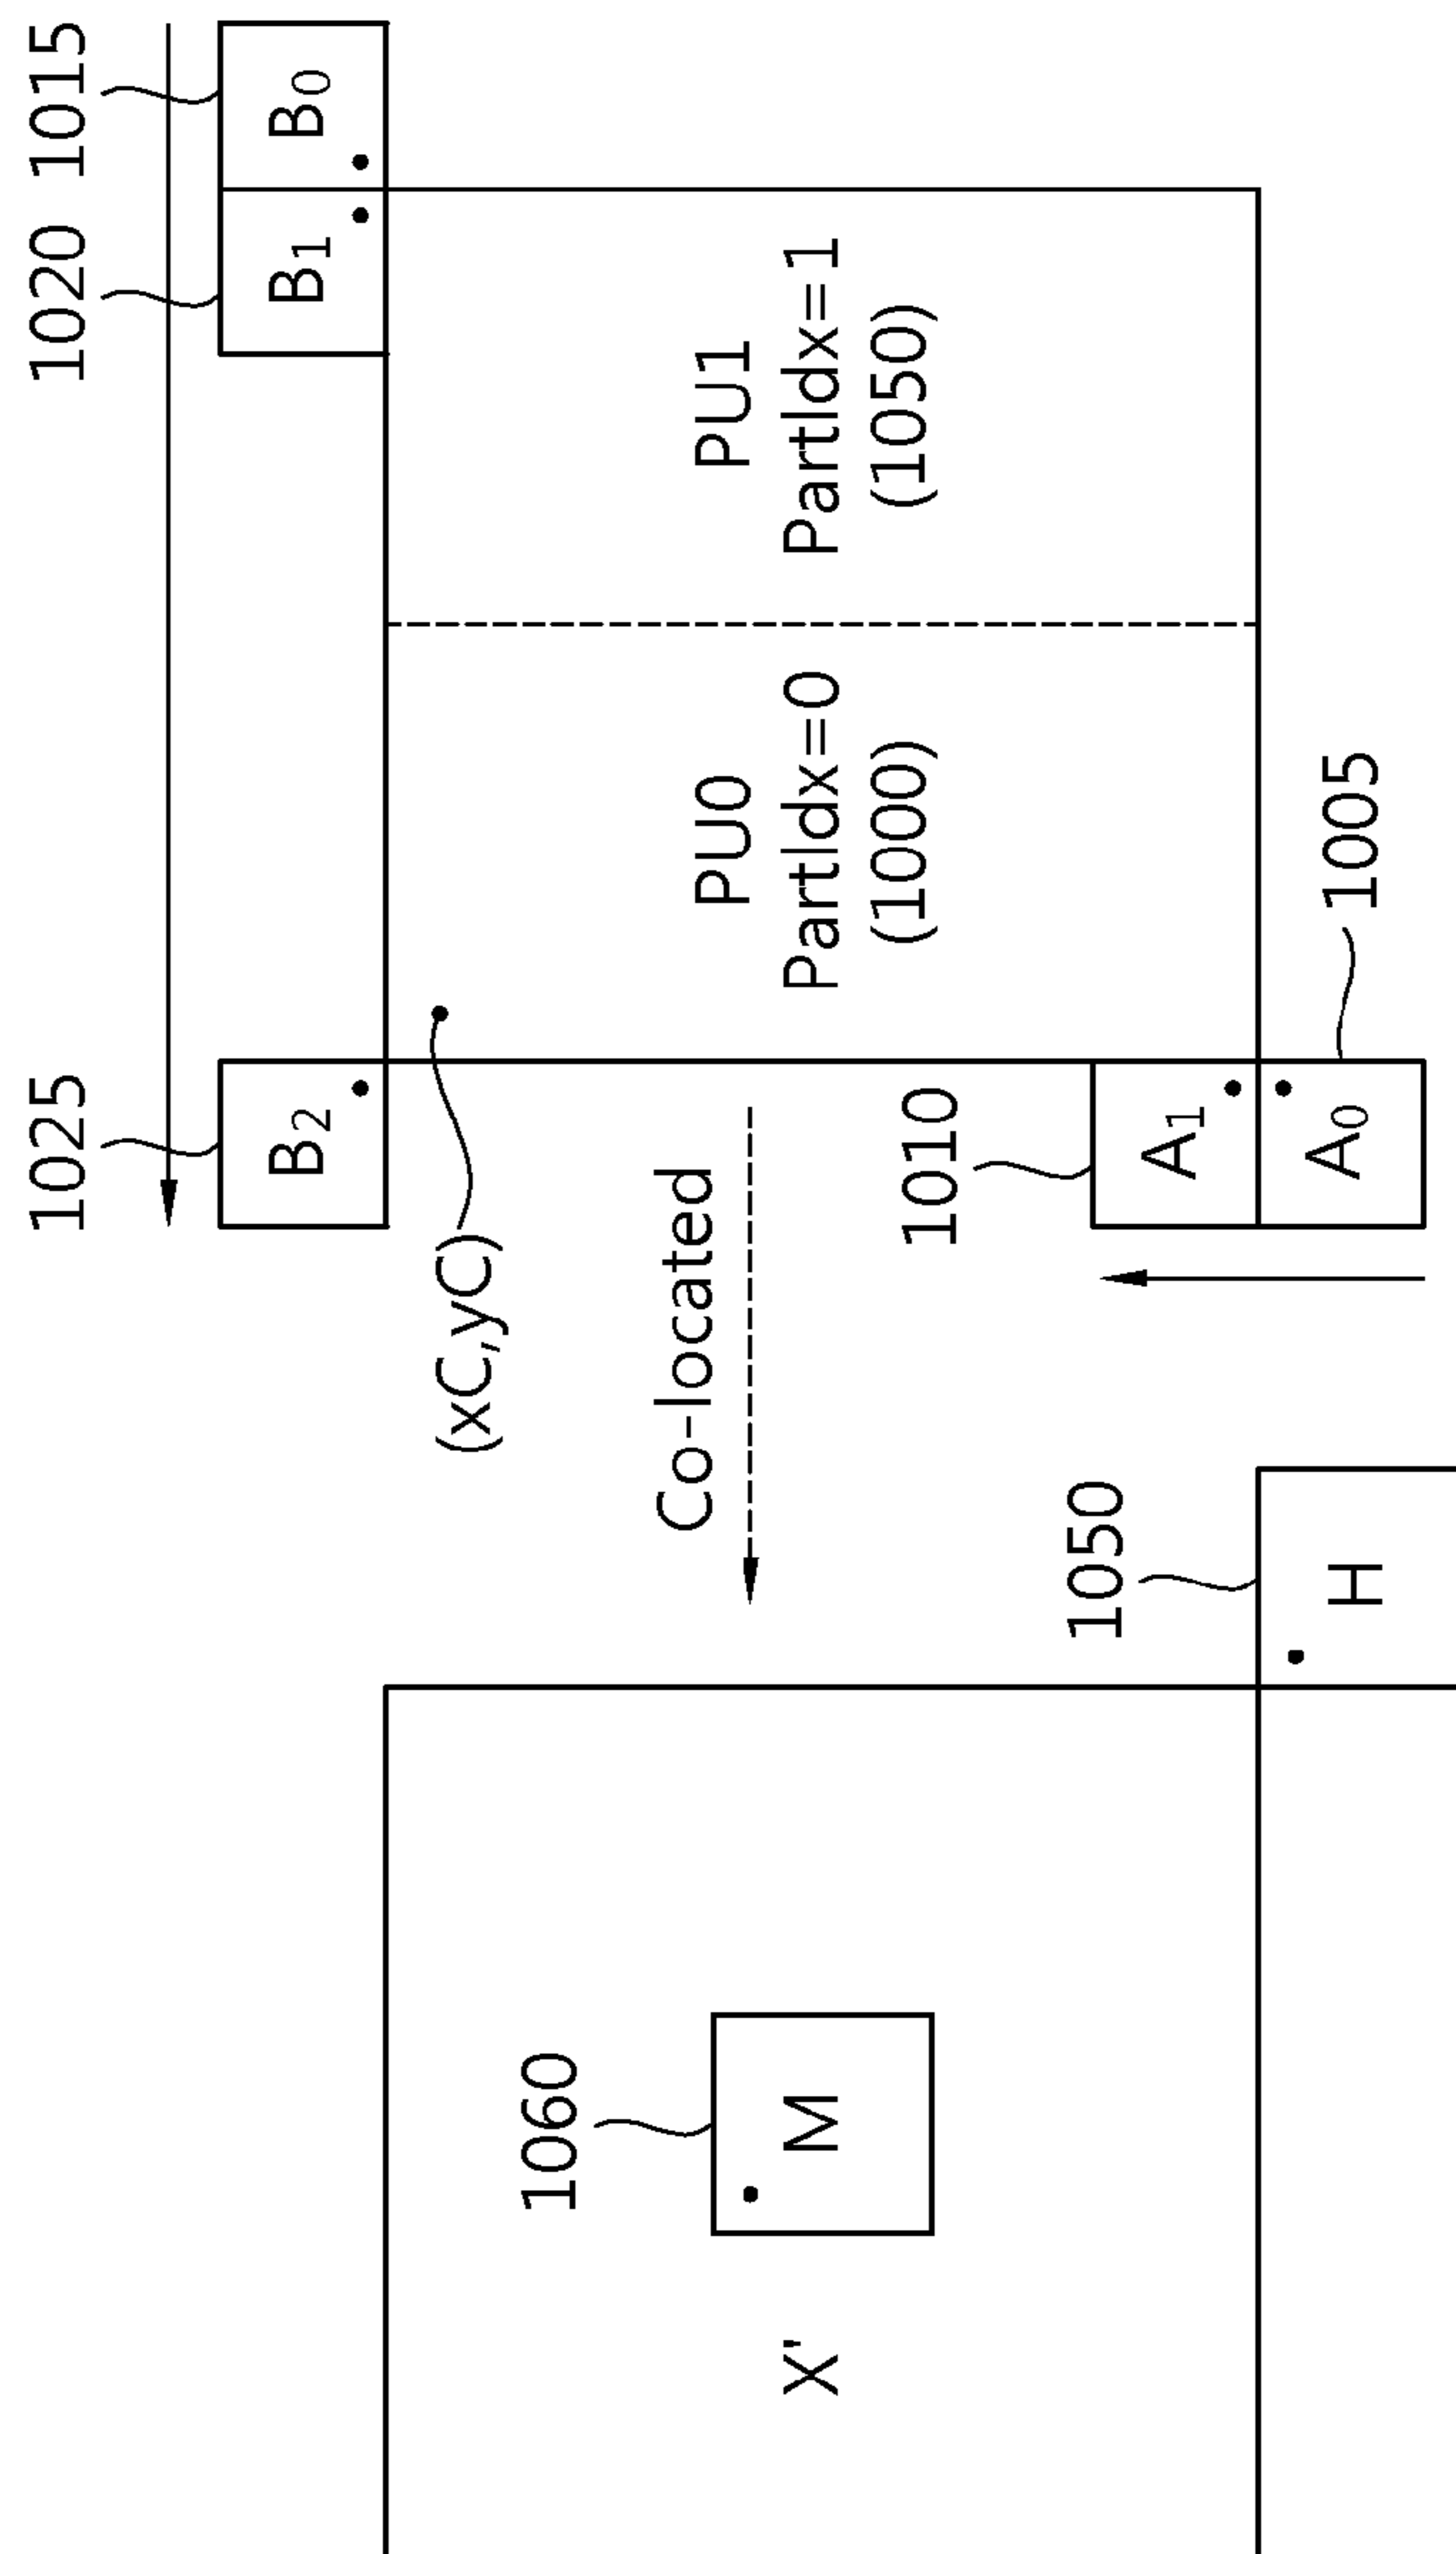 1025
1020
1015
B2
B1
B0
(xC,yC)
Co-located
PU0
PartIdx=0
(1000)
PU1
PartIdx=1
(1050)
1060
M
X'
1010
A1
A0
1005
1050
H